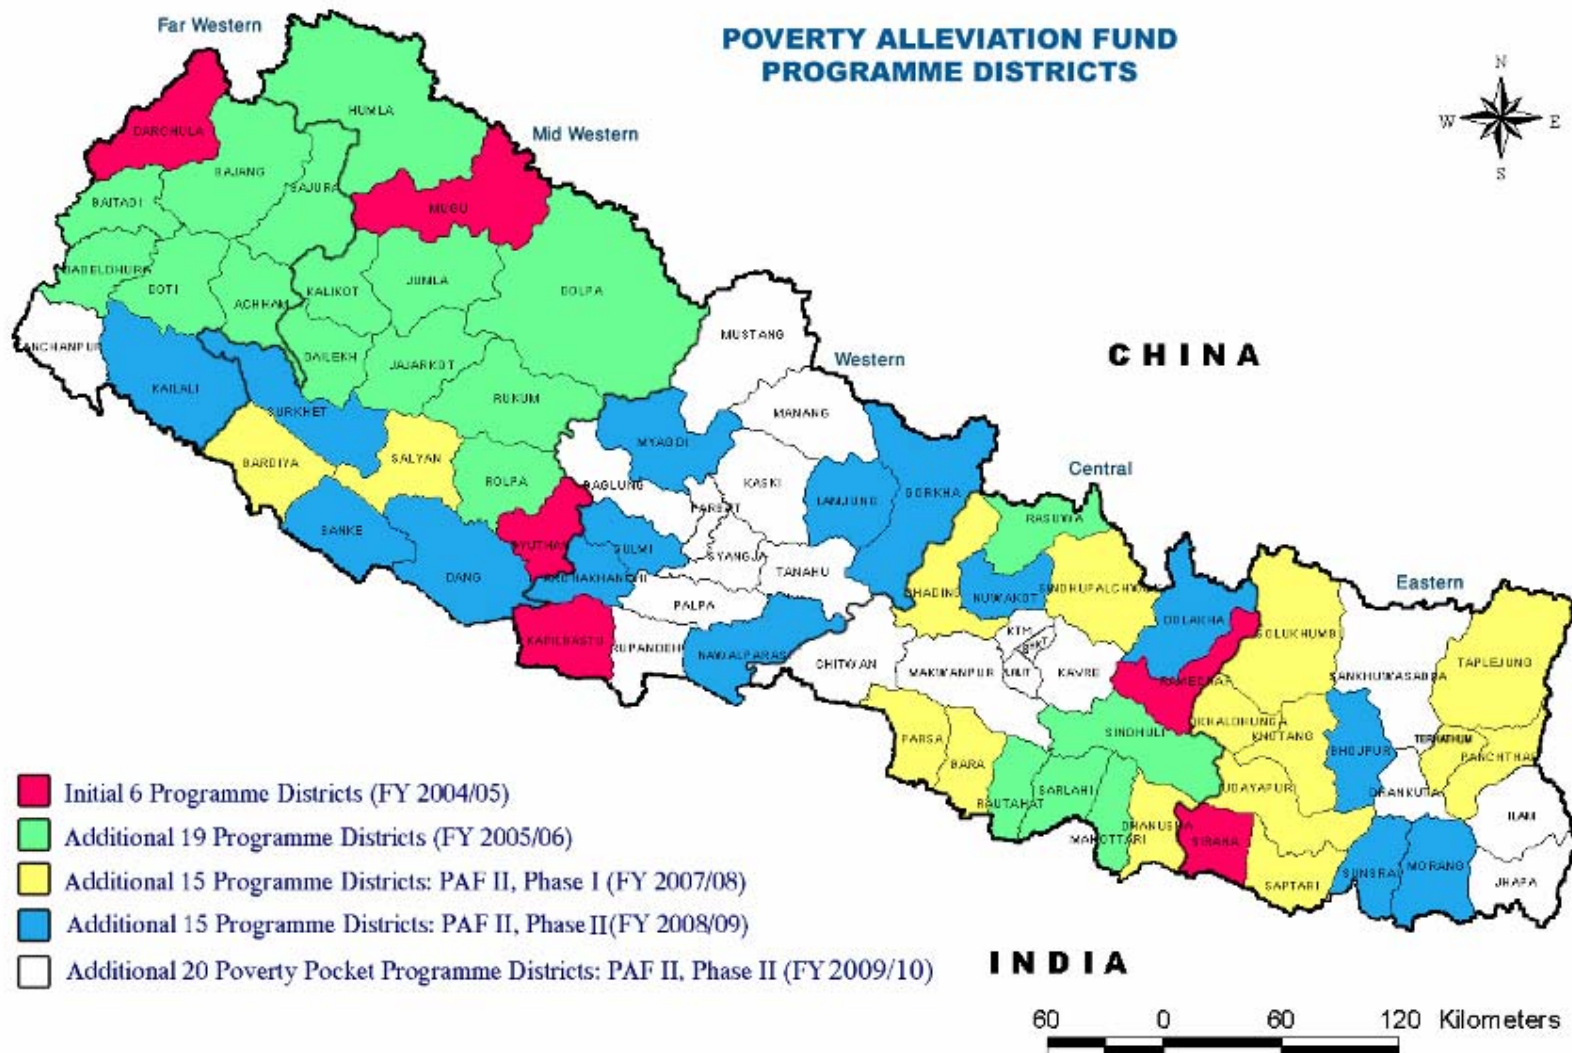 POVERTY ALLEVIATION FUND
PROGRAMME DISTRICTS
Far Western
Mid Western
Western
Central
Eastern
N
W E
S
CHINA
INDIA
HUMLA
DARCHULA
BAJANG
BAJURA
BAITADI
MUGU
DOTI
ACHHAM
KALIKOT
JUMLA
DOLPA
MUSTANG
KAILALI
DAILEKH
JAJARKOT
RUKUM
MANANG
SURKHET
BARDIYA
SALYAN
ROLPA
BAGLUNG
KASKI
LAMJUNG
GORKHA
RASUWA
BANKE
DANG
GULMI
SYANGJA
TANAHU
PALPA
DHADING
NUWAKOT
DOLAKHA
KAPILBASTU
CHITWAN
MAKWANPUR
KTM
KAVRE
TAPLEJUNG
SINDHULI
PARSA
BARA
RAUTAHAT
SARLAHI
MAHOTTARI
DHANUSHA
SIRAHA
UDAYAPUR
KHOTANG
BHOJPUR
TERHATHUM
DHANKUTA
ILAM
SAPTARI
MORANG
JHAPA
Initial 6 Programme Districts (FY 2004/05)
Additional 19 Programme Districts (FY 2005/06)
Additional 15 Programme Districts: PAF II, Phase I (FY 2007/08)
Additional 15 Programme Districts: PAF II, Phase II(FY 2008/09)
Additional 20 Poverty Pocket Programme Districts: PAF II, Phase II (FY 2009/10)
60 0 60 120 Kilometers